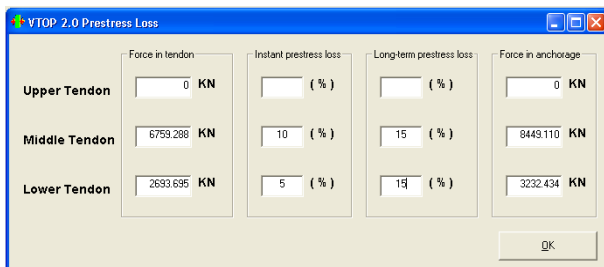 VTOP 2.0 Prestress Loss
Force in tendon Instant prestress loss Long-term prestress loss Force in anchorage
Upper Tendon 0 KN ( % ) ( % ) 0 KN
Middle Tendon 6759.288 KN 10 ( % ) 15 ( % ) 8449.110 KN
Lower Tendon 2693.695 KN 5 ( % ) 15 ( % ) 3232.434 KN
OK